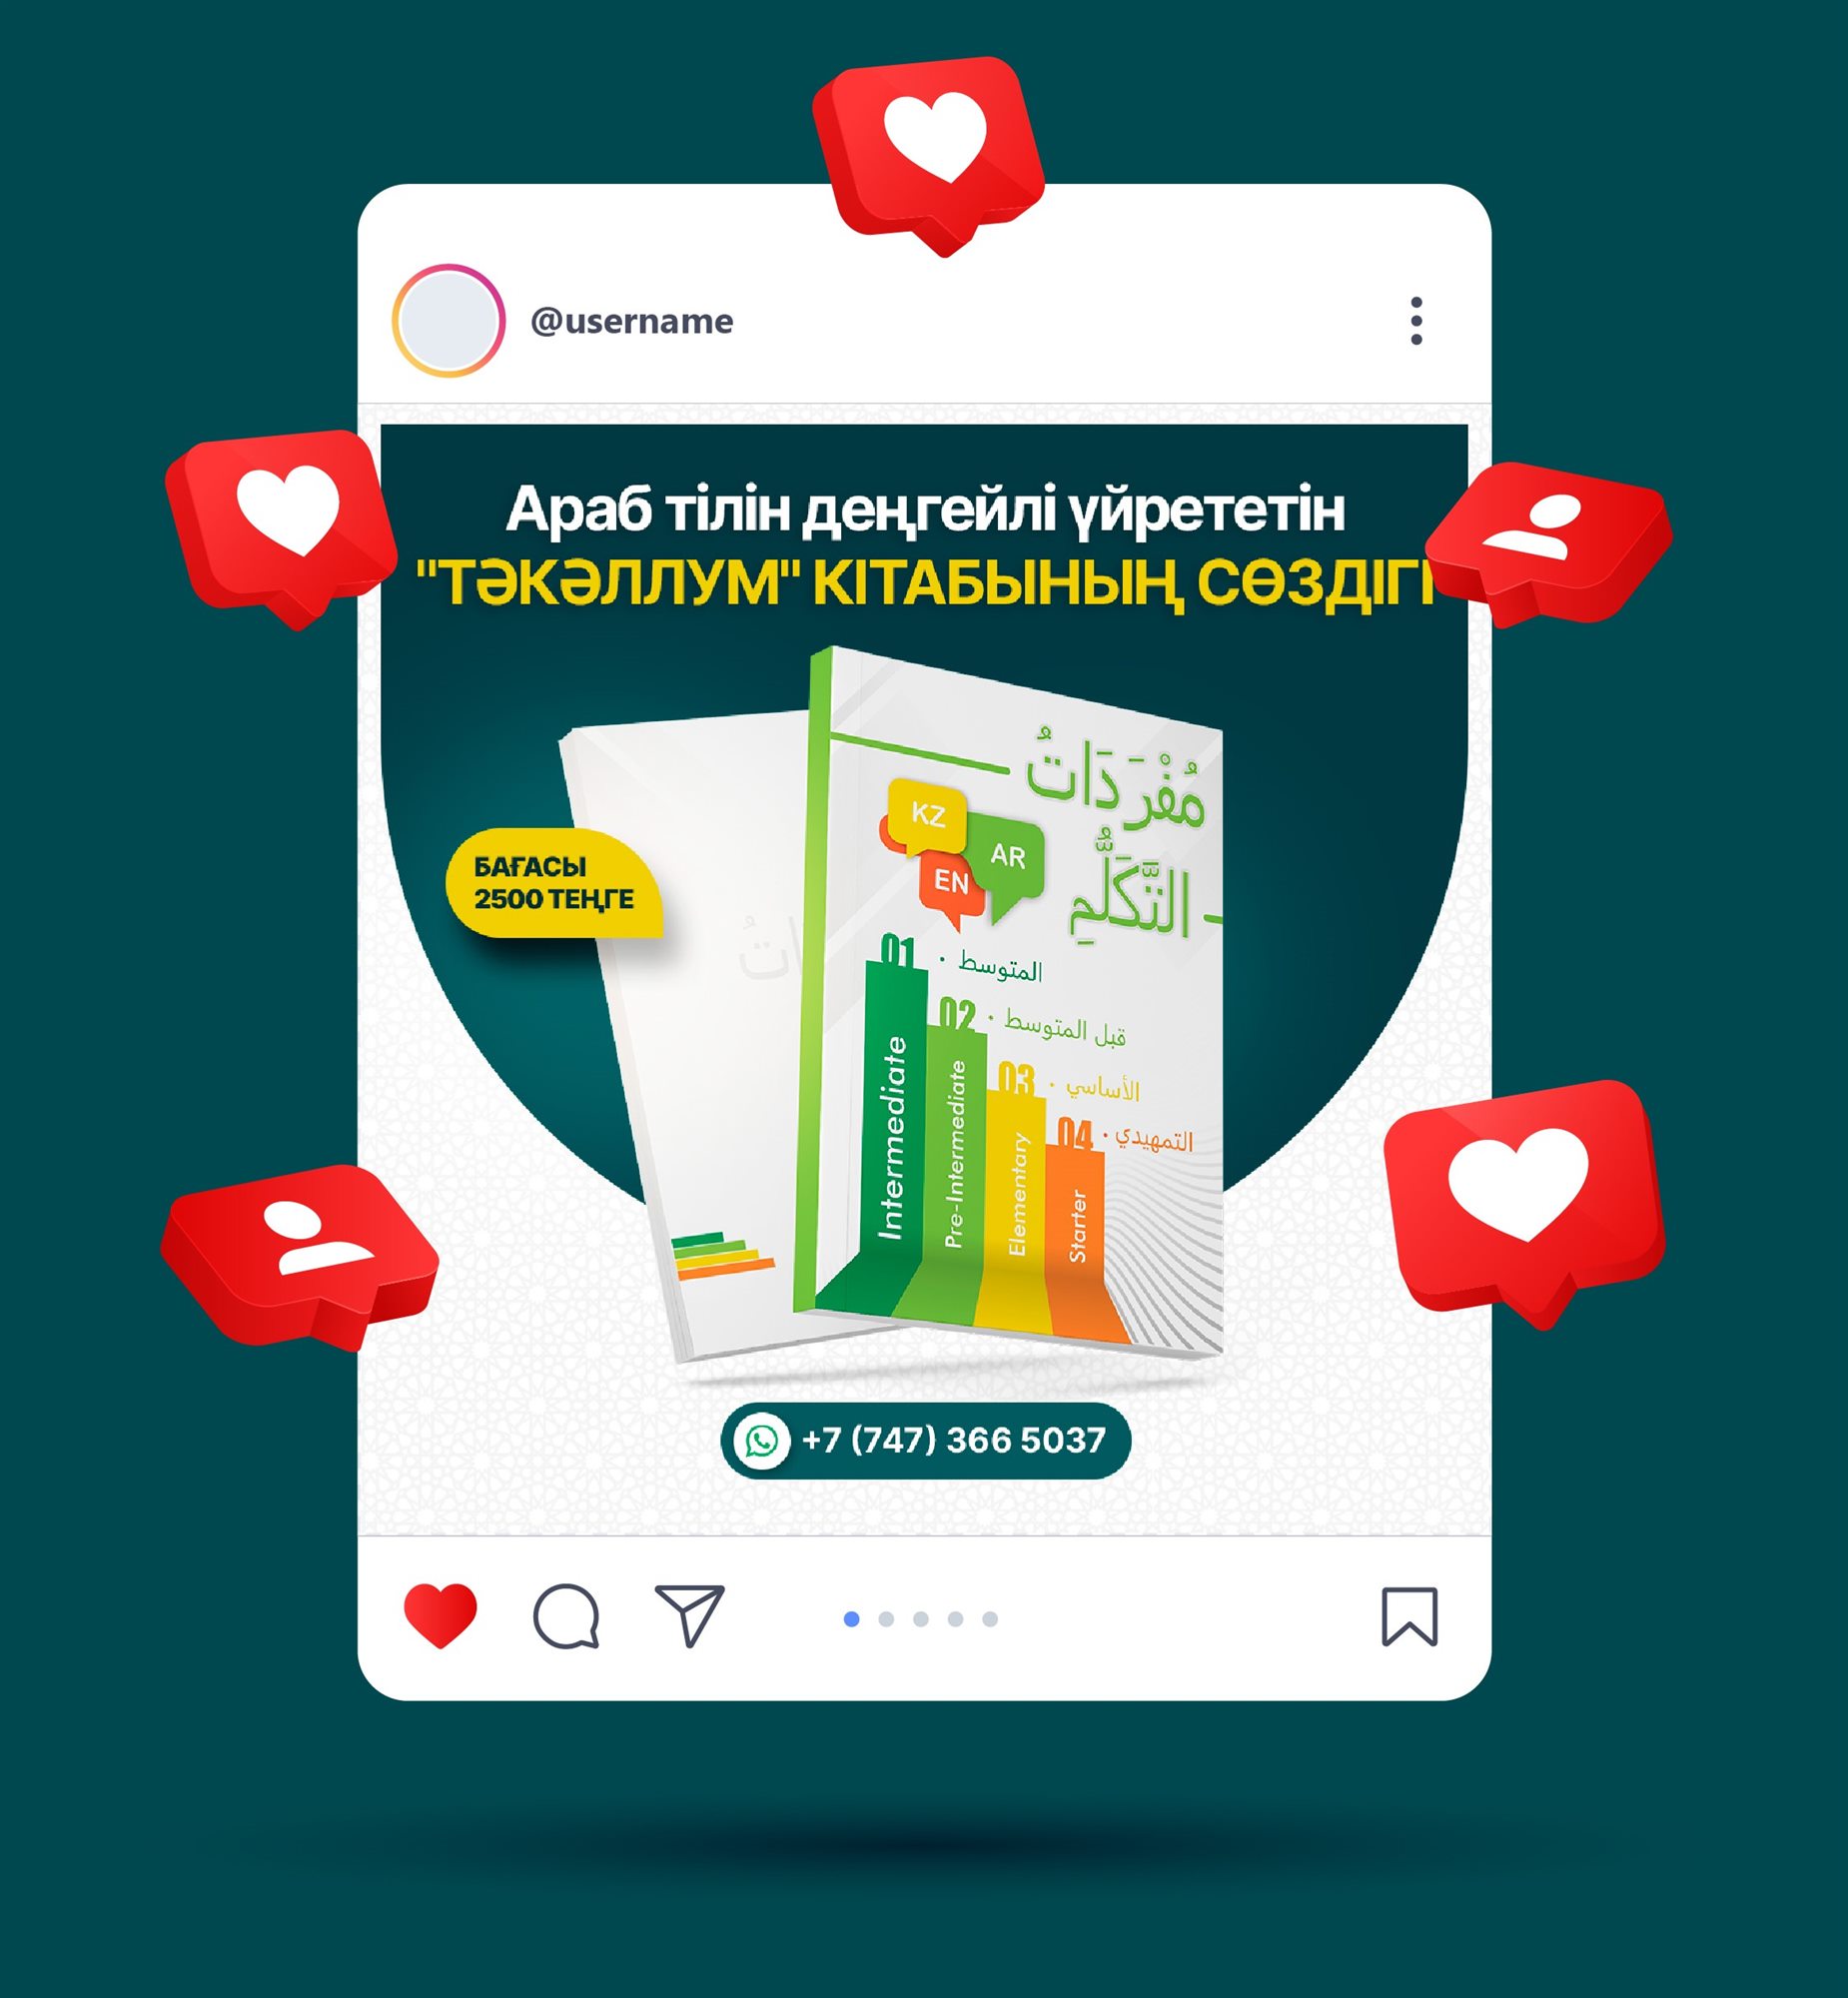 @username
Араб тілін деңгейлі үйрететін
"ТӘКӘЛЛУМ" КІТАБЫНЫҢ СӨЗДІГІ
БАҒАСЫ
2500 ТЕҢГЕ
مُفْرَدَاتُ
التَّكَلُّمِ
KZ
AR
EN
01 · المتوسط
02 · قبل المتوسط
03 · الأساسي
04 · التمهيدي
Intermediate
Pre-Intermediate
Elementary
Starter
+7 (747) 366 5037